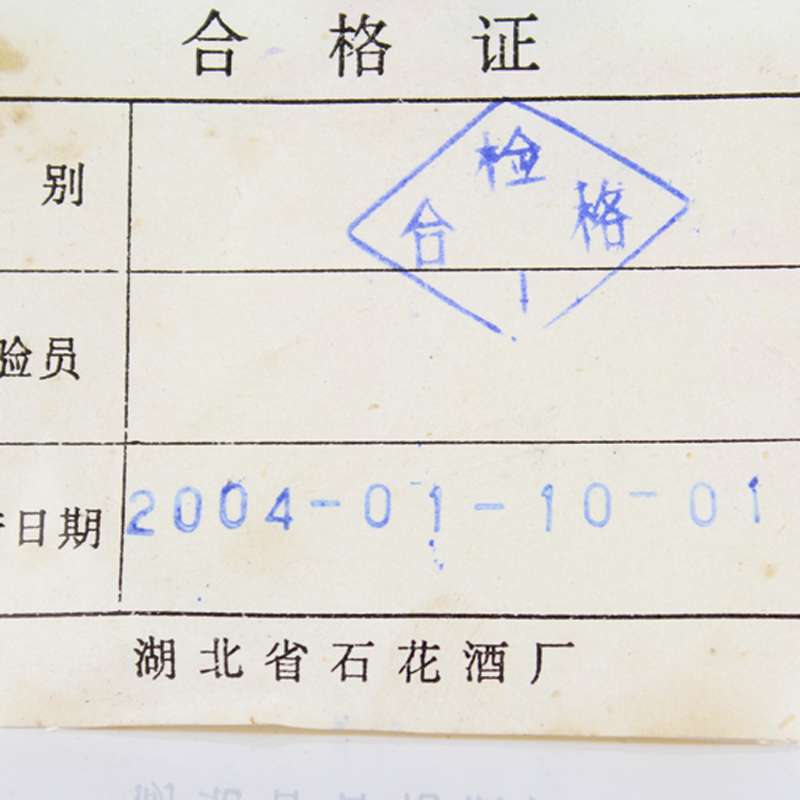 合格证
别
检
合格
1
验员
日期 2004-01-10-01
湖北省石花酒厂